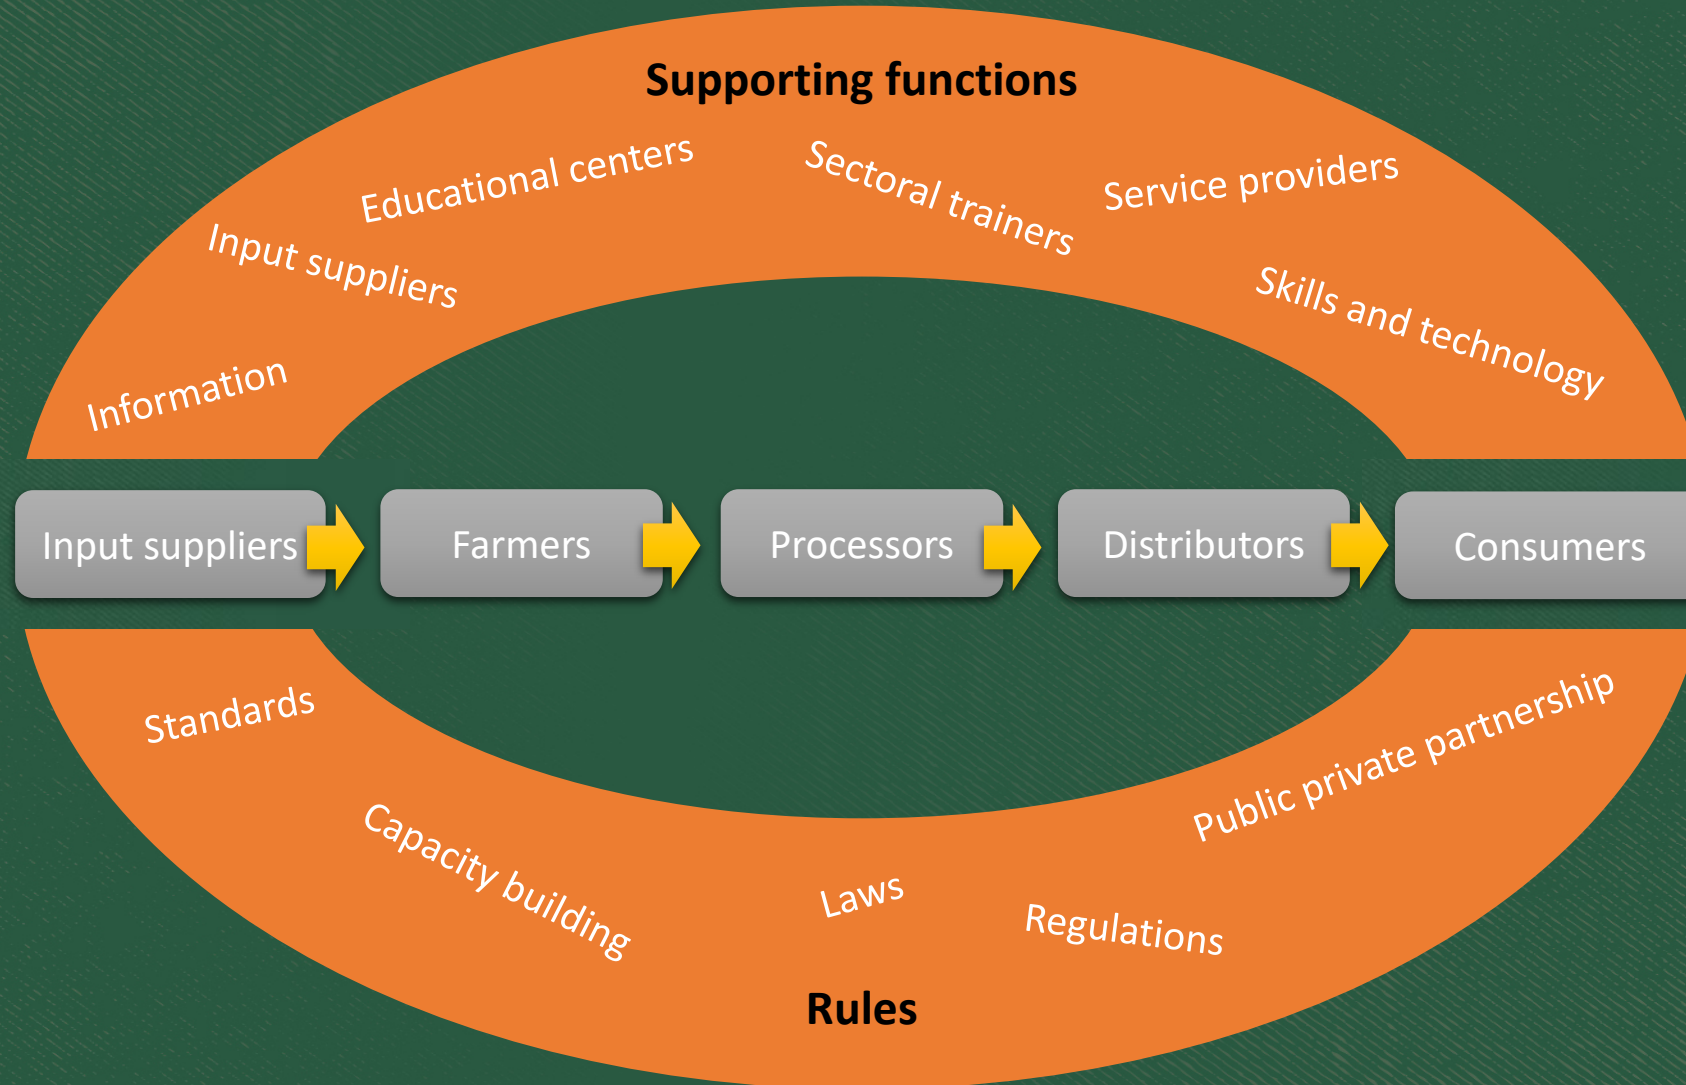 Supporting functions
Educational centers
Sectoral trainers
Service providers
Input suppliers
Skills and technology
Information
Input suppliers
Farmers
Processors
Distributors
Consumers
Standards
Public private partnership
Capacity building
Laws
Regulations
Rules